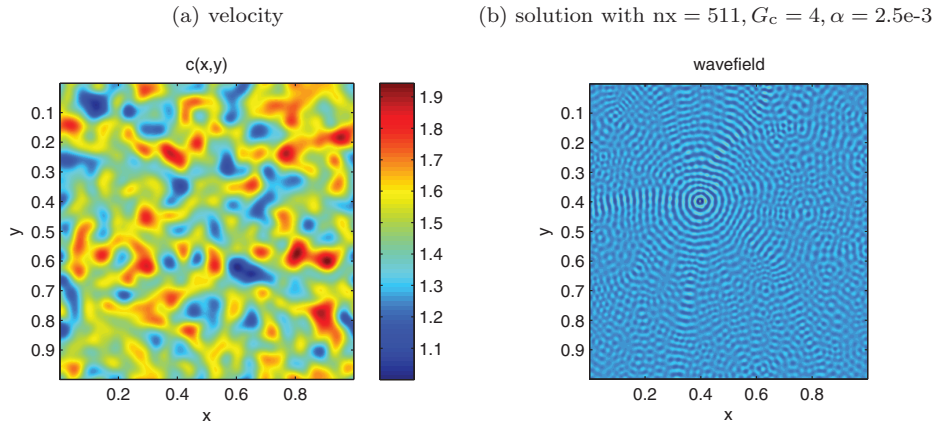 (a) velocity
(b) solution with nx = 511, G_c = 4, α = 2.5e-3
c(x,y)
0.1
0.2
0.3
0.4
0.5
0.6
0.7
0.8
0.9
y
0.2 0.4 0.6 0.8
x
1.9
1.8
1.7
1.6
1.5
1.4
1.3
1.2
1.1
wavefield
0.1
0.2
0.3
0.4
0.5
0.6
0.7
0.8
0.9
y
0.2 0.4 0.6 0.8
x